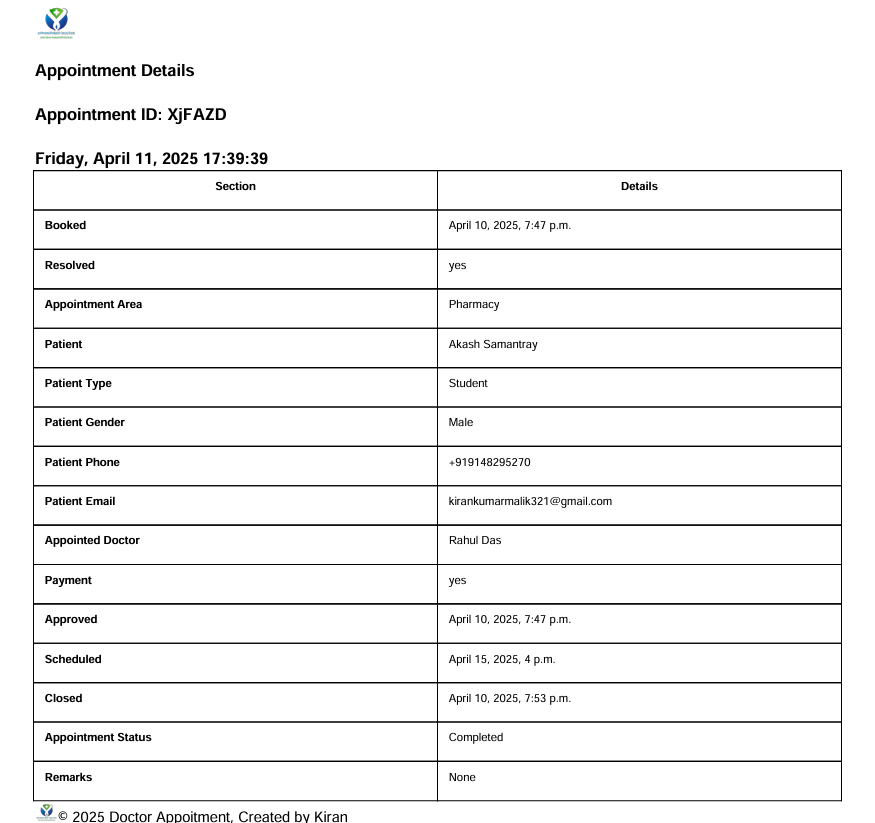 Appointment Details
Appointment ID: XjFAZD
Friday, April 11, 2025 17:39:39
Section Details
Booked April 10, 2025, 7:47 p.m.
Resolved yes
Appointment Area Pharmacy
Patient Akash Samantray
Patient Type Student
Patient Gender Male
Patient Phone +919148295270
Patient Email kirankumarmalik321@gmail.com
Appointed Doctor Rahul Das
Payment yes
Approved April 10, 2025, 7:47 p.m.
Scheduled April 15, 2025, 4 p.m.
Closed April 10, 2025, 7:53 p.m.
Appointment Status Completed
Remarks None
© 2025 Doctor Appoitment, Created by Kiran